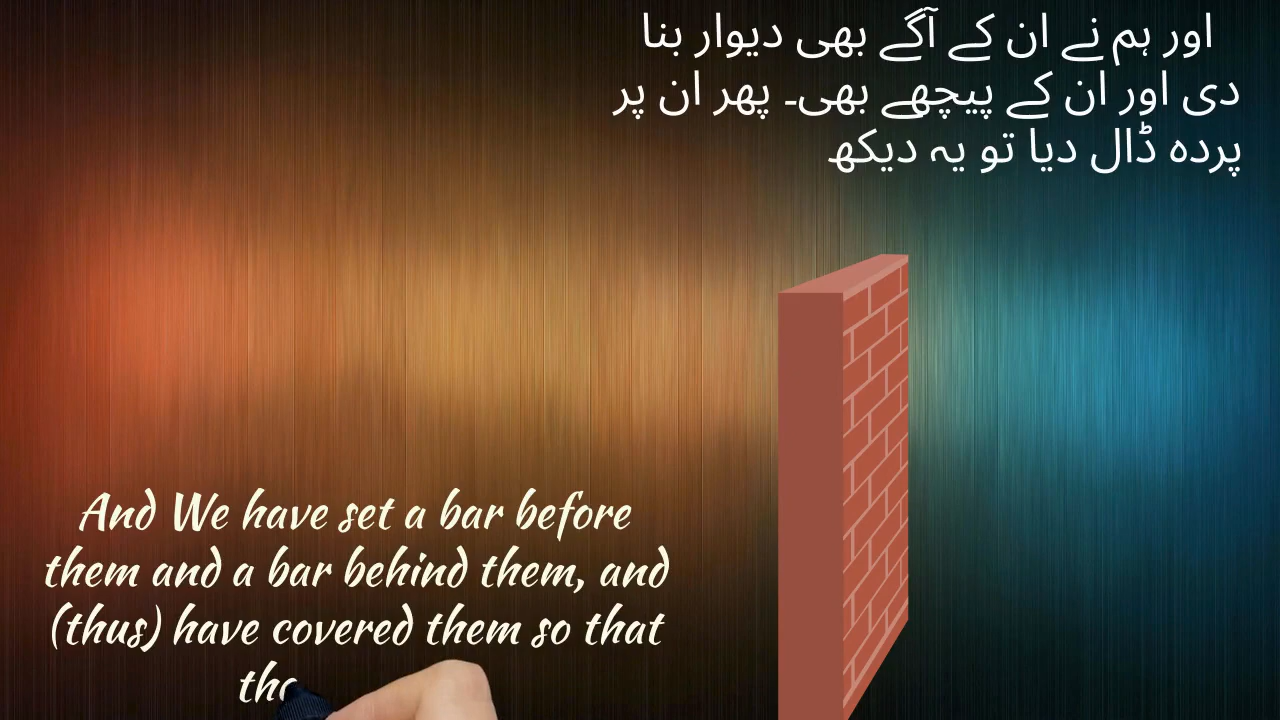 اور ہم نے ان کے آگے بھی دیوار بنا
دی اور ان کے پیچھے بھی۔ پھر ان پر
پردہ ڈال دیا تو یہ دیکھ
And We have set a bar before
them and a bar behind them, and
(thus) have covered them so that